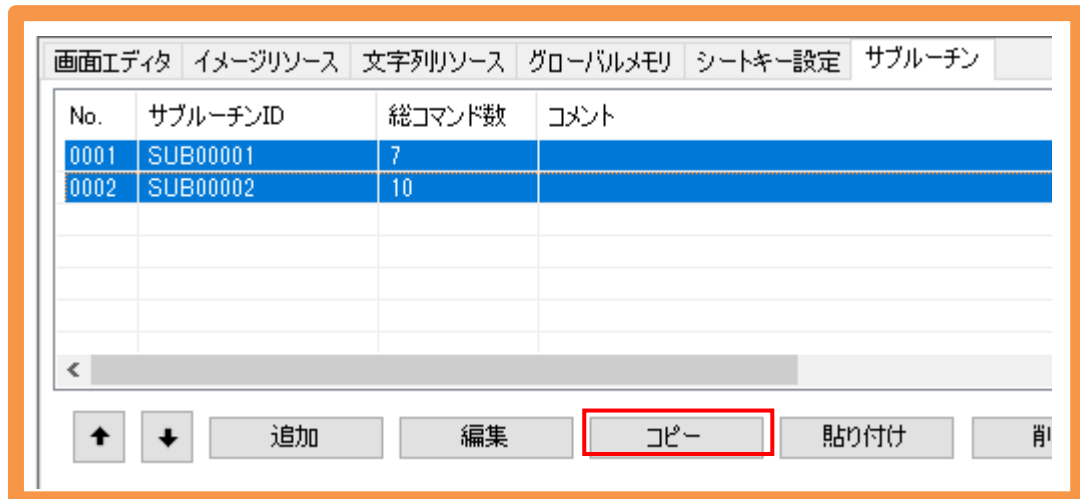 画面エディタ イメージリソース 文字列リソース グローバルメモリ シートキー設定 サブルーチン
No. サブルーチンID 総コマンド数 コメント
0001 SUB00001 7
0002 SUB00002 10
追加 編集 コピー 貼り付け